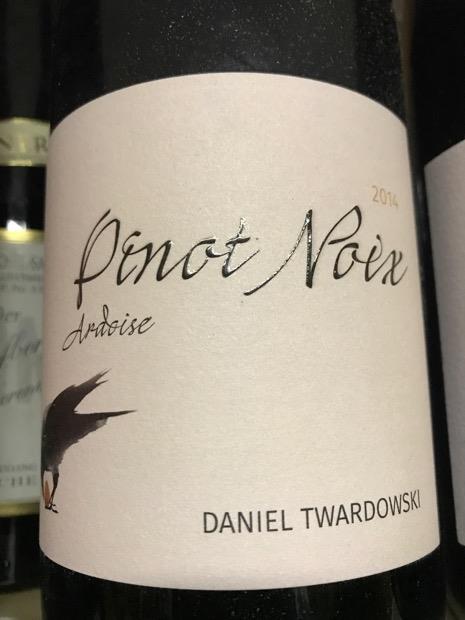 2014
Pinot Noix
Ardoise
DANIEL TWARDOWSKI